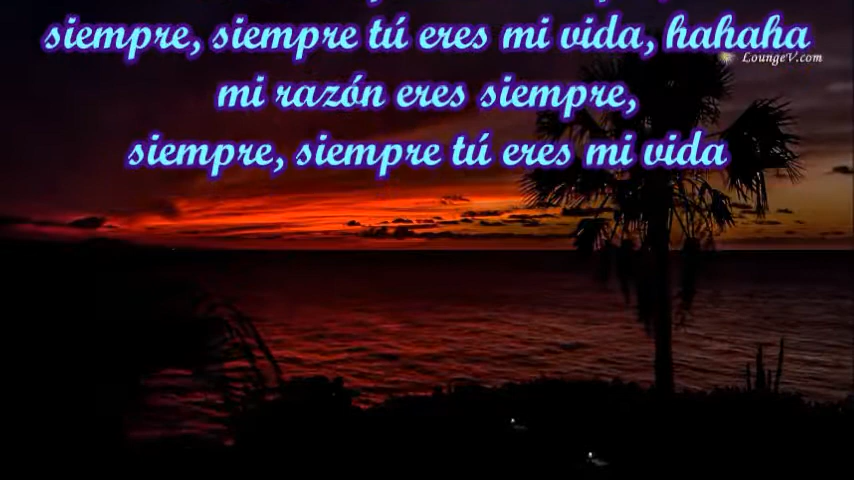 siempre, siempre tú eres mi vida, hahaha
LoungeV.com
mi razón eres siempre,
siempre, siempre tú eres mi vida